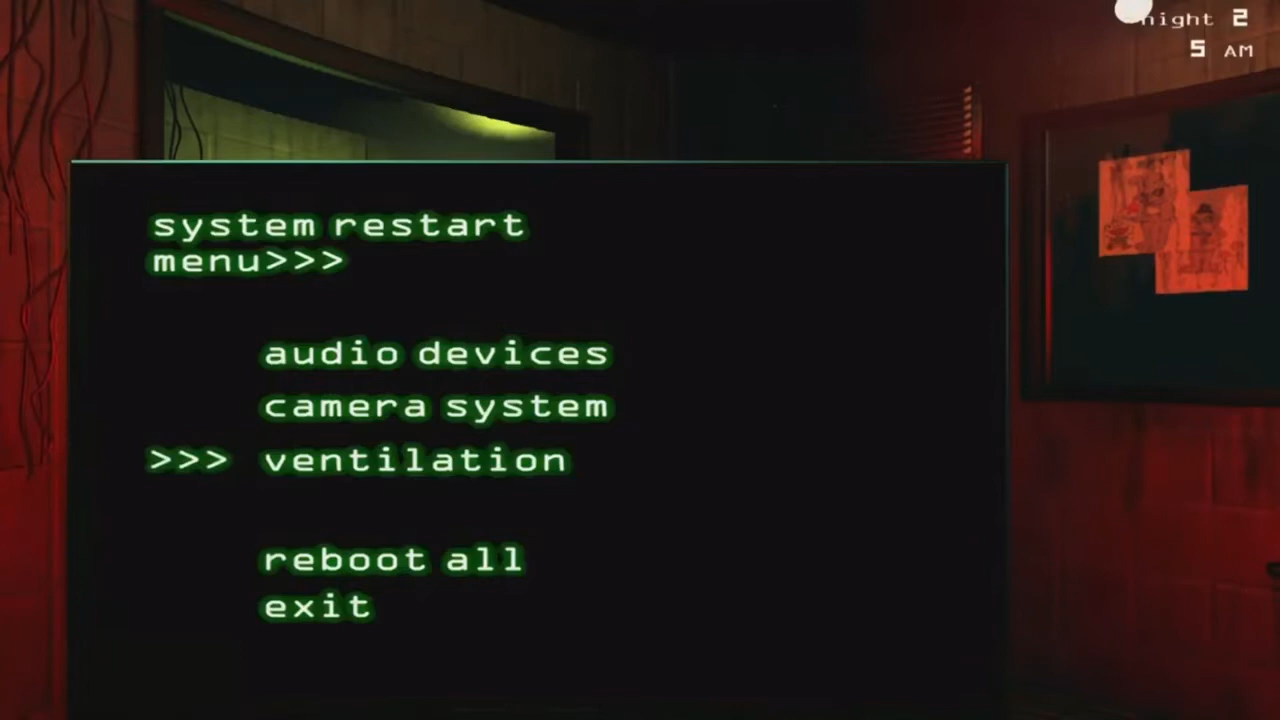 night 2
5 AM
system restart
menu>>>
audio devices
camera system
>>> ventilation
reboot all
exit